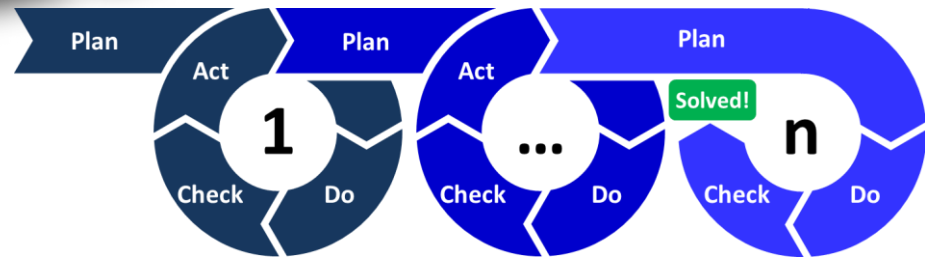 Plan
Plan
Plan
Act
Act
Solved!
1
...
n
Check
Do
Check
Do
Check
Do